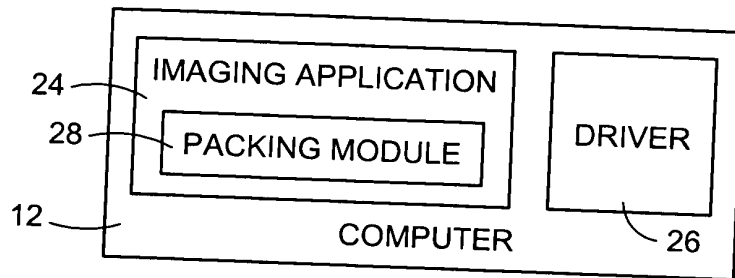 IMAGING APPLICATION
24
28
PACKING MODULE
DRIVER
12
COMPUTER
26